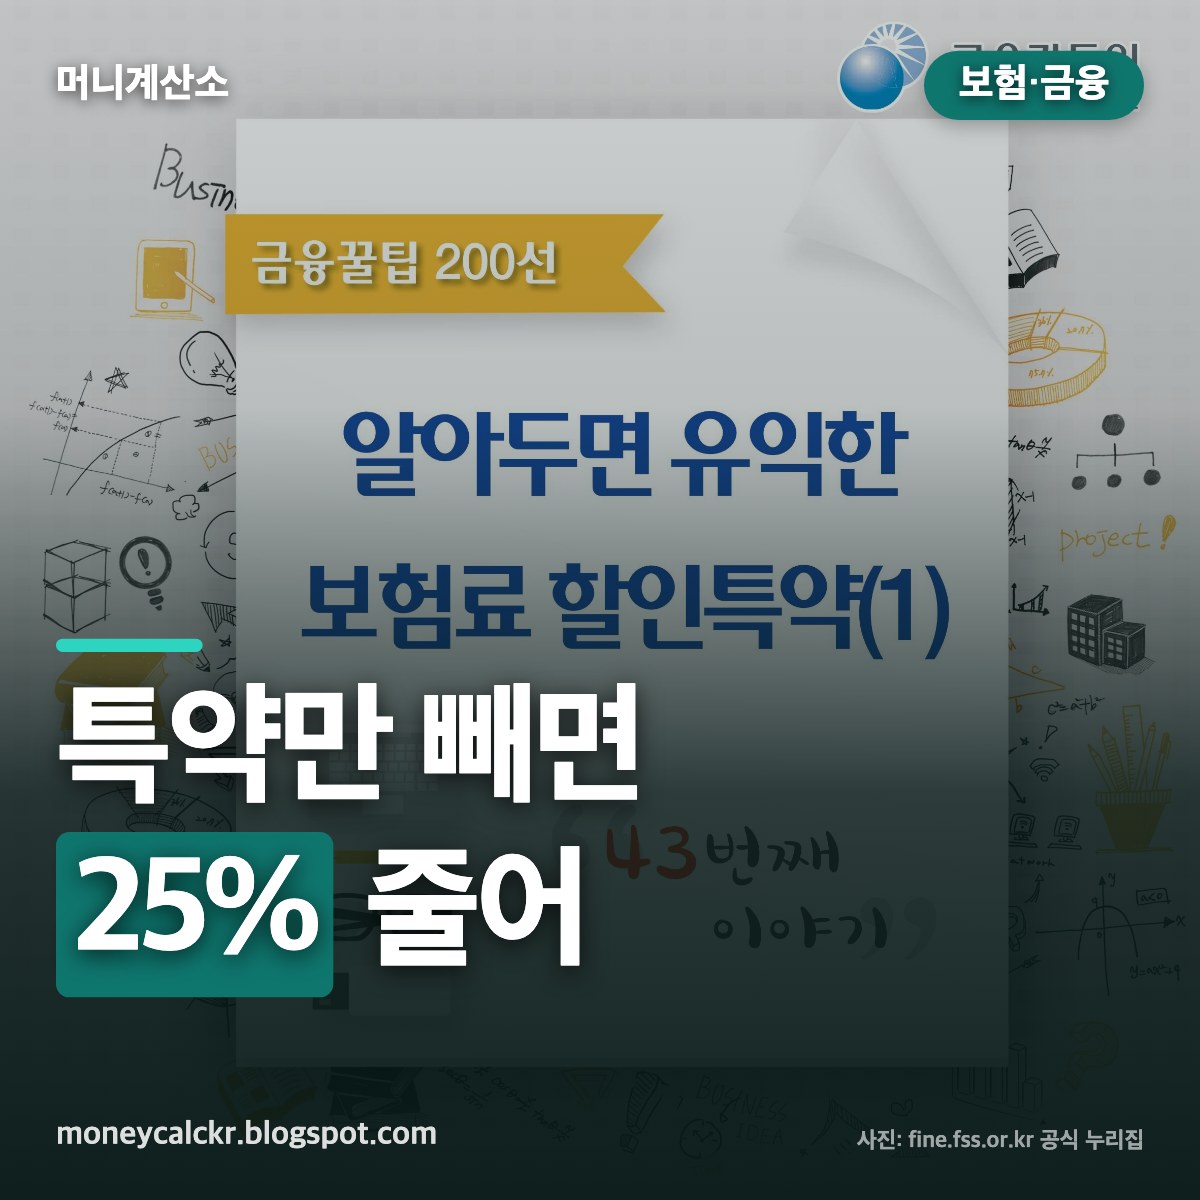 머니계산소
보험·금융
금융꿀팁 200선
알아두면 유익한
보험료 할인특약(1)
특약만 빼면
25% 줄어
43번째
이야기
project!
moneycalckr.blogspot.com
사진: fine.fss.or.kr 공식 누리집